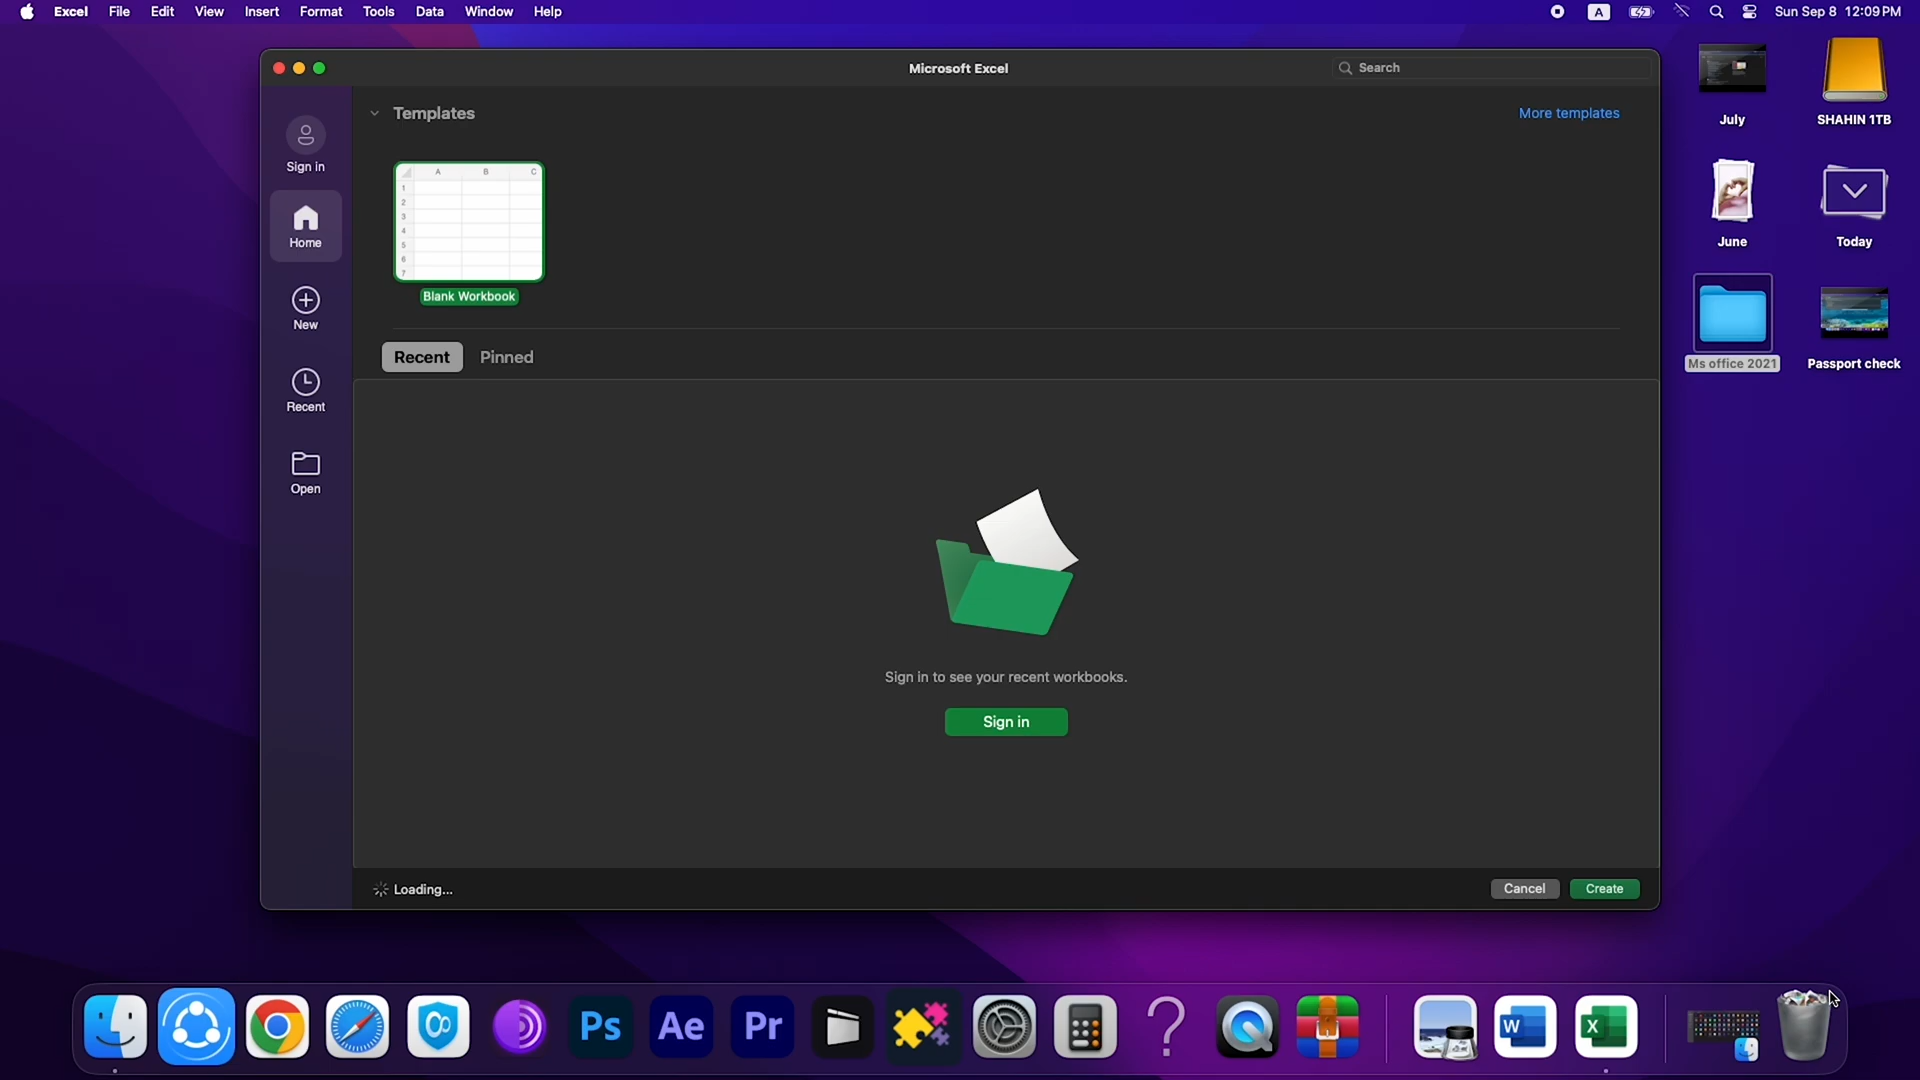 Excel File Edit View Insert Format Tools Data Window Help
A Sun Sep 8 12:09 PM
Microsoft Excel
Search
Templates
More templates
Sign in
Home
New
Recent
Open
A B C
1
2
3
4
5
6
7
Blank Workbook
Recent Pinned
Sign in to see your recent workbooks.
Sign in
Loading...
Cancel Create
July
SHAHIN 1TB
June
Today
Ms office 2021
Passport check
Ps Ae Pr
W X